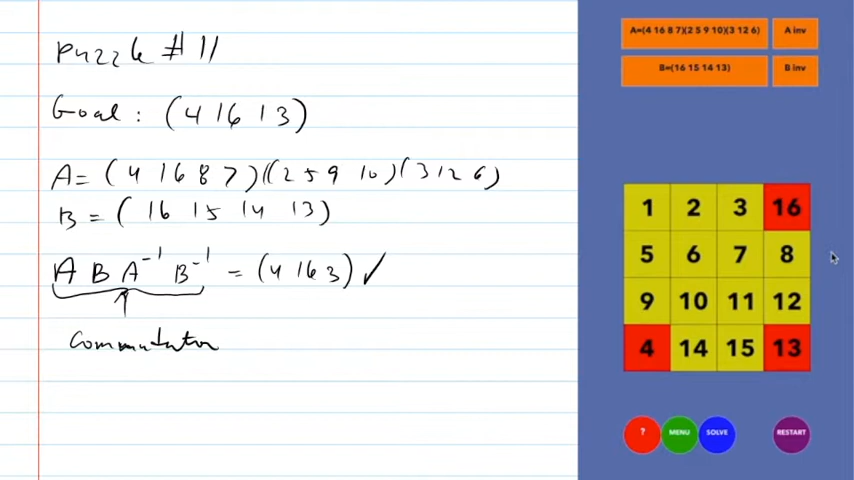 Puzzle # 11
Goal: (4 16 13)
A= (4 16 8 7)(2 5 9 10)(3 12 6)
B = (16 15 14 13)
A B A⁻¹ B⁻¹ = (4 16 3) ✓
Commutator
A=(4 16 8 7)(2 5 9 10)(3 12 6)
A inv
B=(16 15 14 13)
B inv
1 2 3 16
5 6 7 8
9 10 11 12
4 14 15 13
?
MENU
SOLVE
RESTART